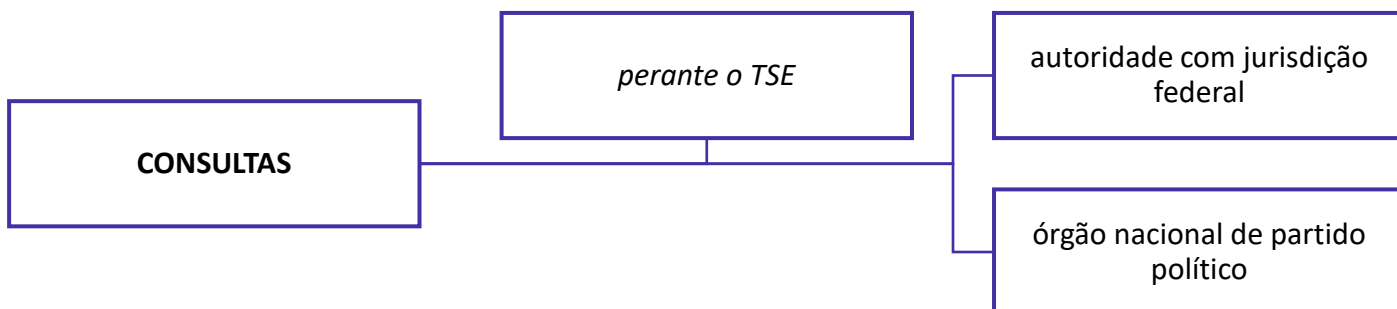 CONSULTAS
perante o TSE
autoridade com jurisdição
federal
órgão nacional de partido
político